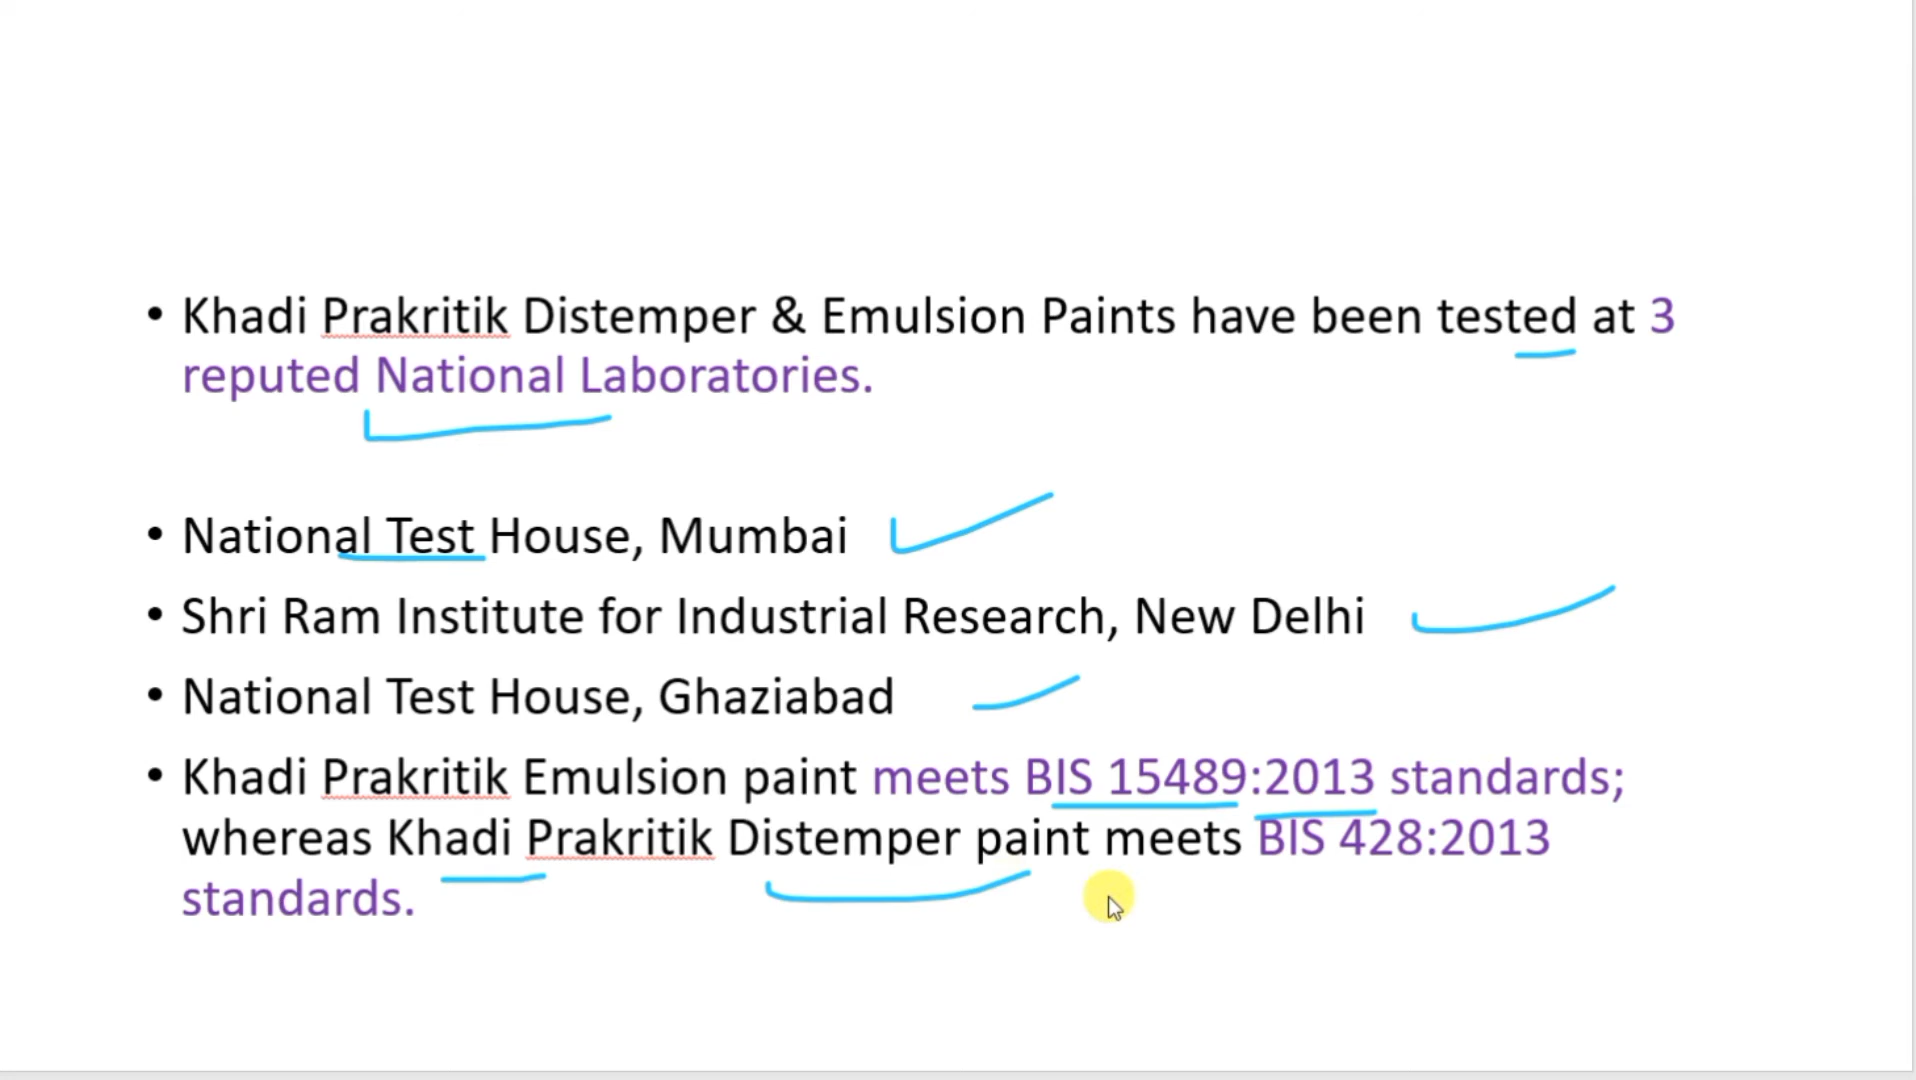 • Khadi Prakritik Distemper & Emulsion Paints have been tested at 3
reputed National Laboratories.
• National Test House, Mumbai
• Shri Ram Institute for Industrial Research, New Delhi
• National Test House, Ghaziabad
• Khadi Prakritik Emulsion paint meets BIS 15489:2013 standards;
whereas Khadi Prakritik Distemper paint meets BIS 428:2013
standards.